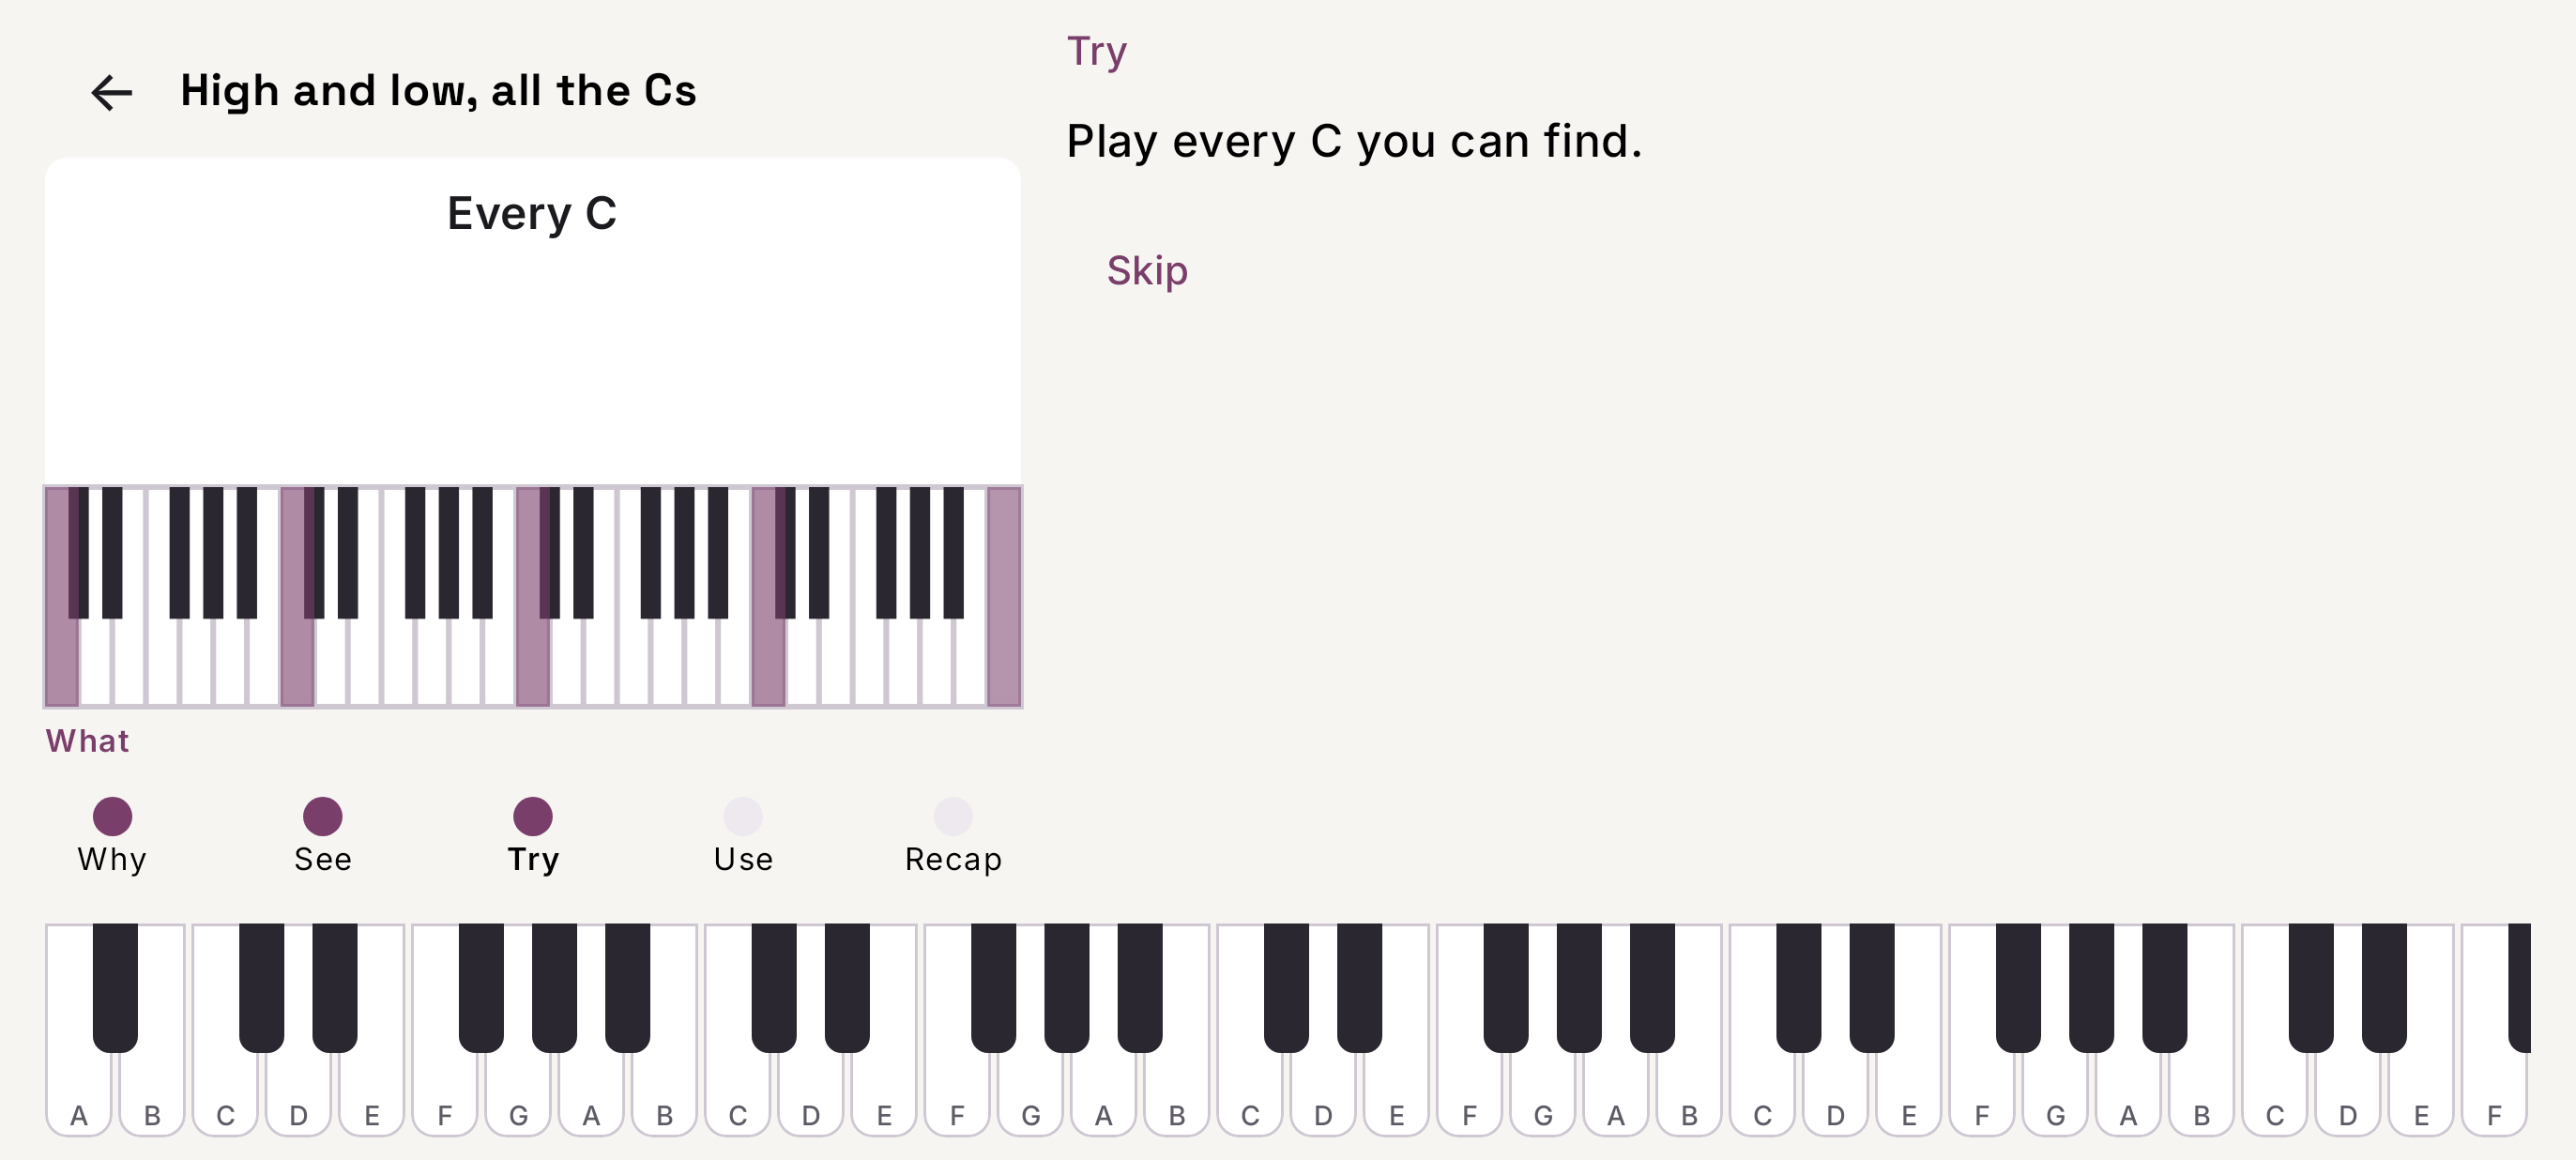 High and low, all the Cs
Every C
What
Why See Try Use Recap
Try
Play every C you can find.
Skip
A B C D E F G A B C D E F G A B C D E F G A B C D E F G A B C D E F